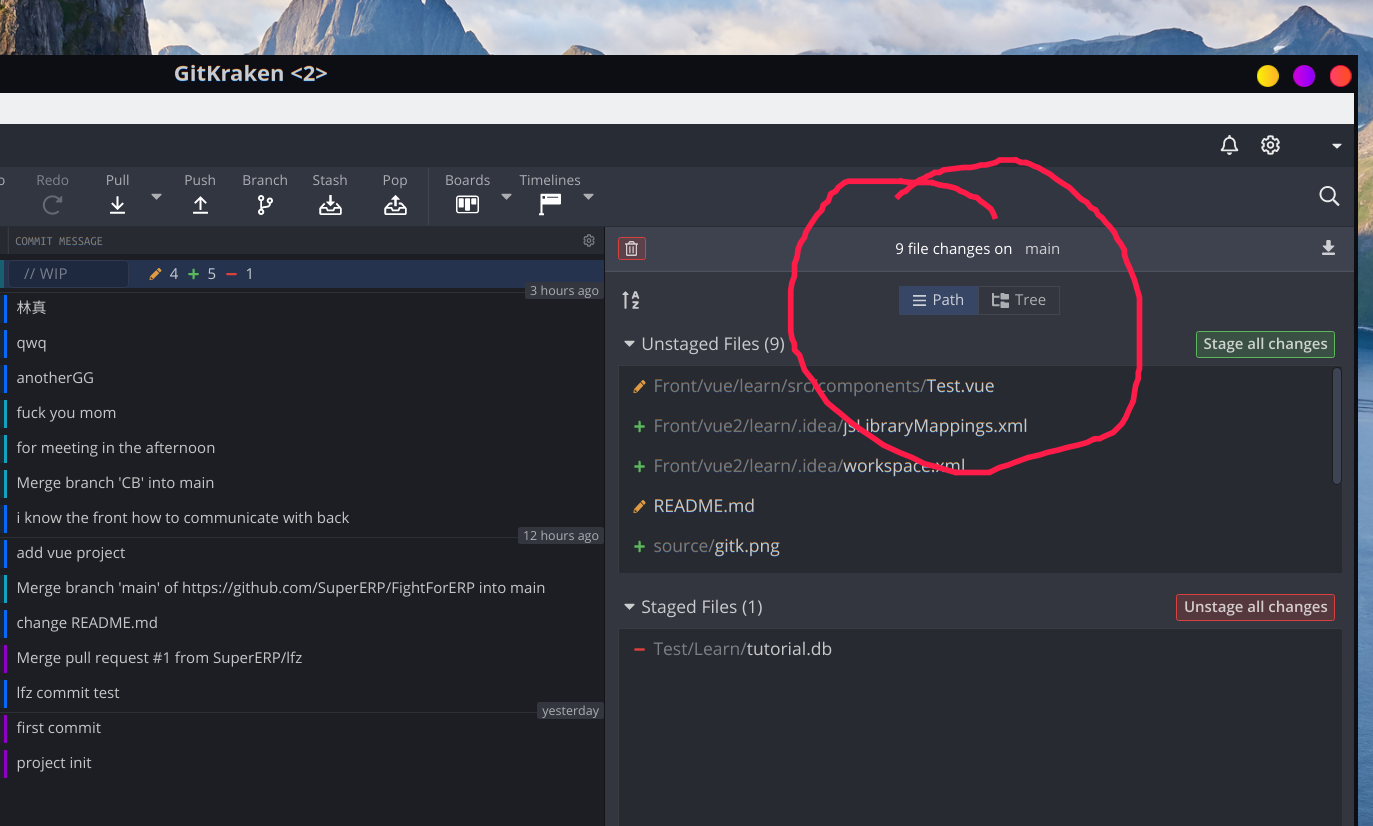 GitKraken <2>
Redo Pull Push Branch Stash Pop Boards Timelines
COMMIT MESSAGE
// WIP 4 5 1
3 hours ago
林真
qwq
anotherGG
fuck you mom
for meeting in the afternoon
Merge branch 'CB' into main
i know the front how to communicate with back
12 hours ago
add vue project
Merge branch 'main' of https://github.com/SuperERP/FightForERP into main
change README.md
Merge pull request #1 from SuperERP/lfz
lfz commit test
yesterday
first commit
project init
9 file changes on main
Path Tree
Unstaged Files (9) Stage all changes
Front/vue/learn/src/components/Test.vue
Front/vue2/learn/.idea/jsLibraryMappings.xml
Front/vue2/learn/.idea/workspace.xml
README.md
source/gitk.png
Staged Files (1) Unstage all changes
Test/Learn/tutorial.db